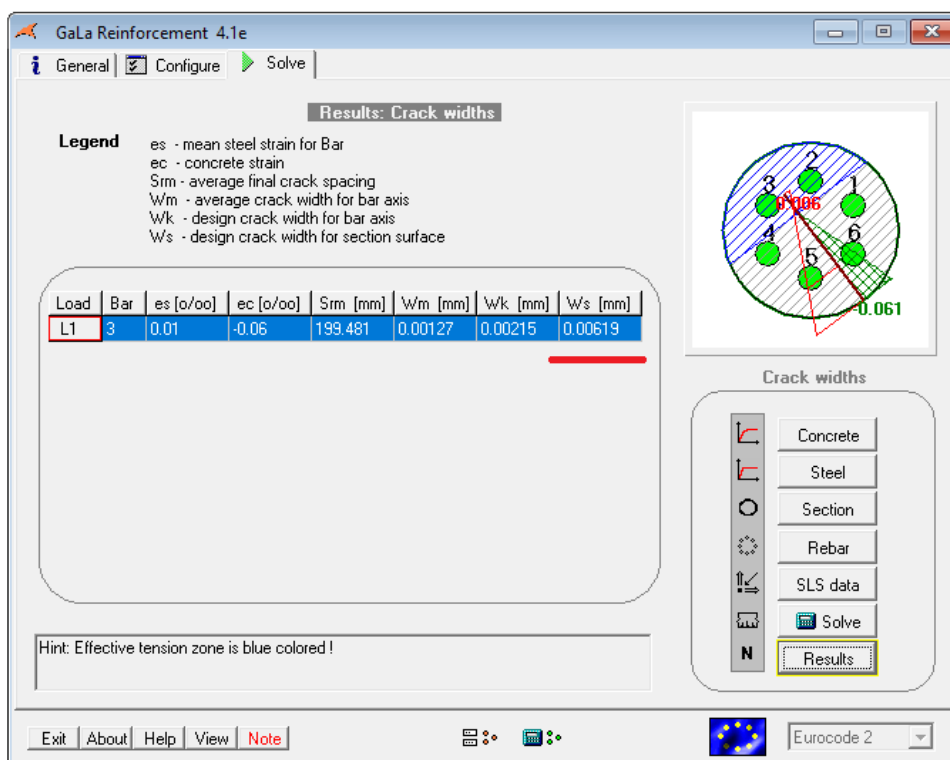 GaLa Reinforcement 4.1e
General Configure Solve
Results: Crack widths
Legend
es - mean steel strain for Bar
ec - concrete strain
Srm - average final crack spacing
Wm - average crack width for bar axis
Wk - design crack width for bar axis
Ws - design crack width for section surface
Load Bar es [o/oo] ec [o/oo] Srm [mm] Wm [mm] Wk [mm] Ws [mm]
L1 3 0.01 -0.06 199.481 0.00127 0.00215 0.00619
2
3 1
0.006
4 6
5
-0.061
Crack widths
Concrete
Steel
Section
Rebar
SLS data
Solve
N Results
Hint: Effective tension zone is blue colored !
Exit About Help View Note
Eurocode 2